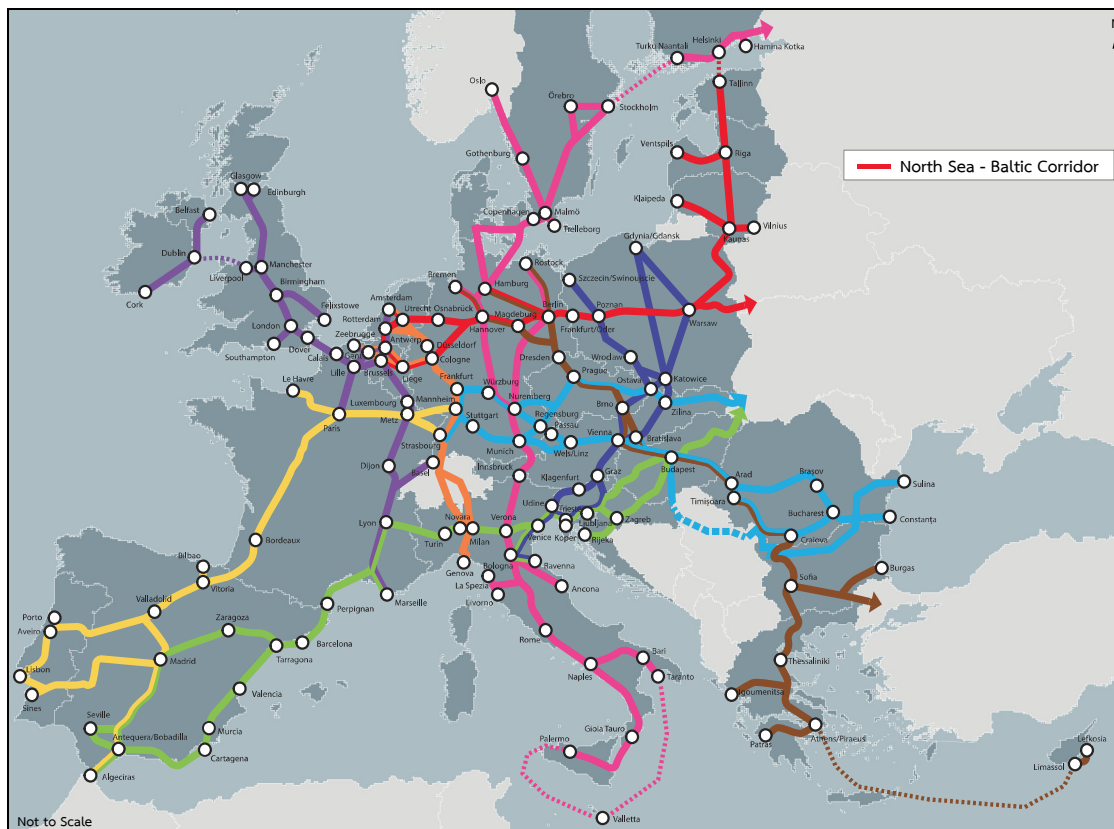 Helsinki
Turku Naantali
Hamina Kotka
Oslo
Örebro
Stockholm
Tallinn
Ventspils
Riga
North Sea - Baltic Corridor
Gothenburg
Glasgow
Edinburgh
Klaipeda
Belfast
Copenhagen
Malmö
Trelleborg
Vilnius
Kaunas
Gdynia/Gdansk
Dublin
Manchester
Liverpool
Rostock
Bremen
Szczecin/Swinoujscie
Cork
Birmingham
Hamburg
Felixstowe
Amsterdam
Utrecht
Osnabrück
Magdeburg
Berlin
Poznan
Warsaw
Rotterdam
London
Zeebrugge
Hannover
Frankfurt/Oder
Southampton
Dover
Calais
Gent
Antwerp
Düsseldorf
Cologne
Dresden
Wrocław
Lille
Brussels
Liege
Prague
Katowice
Le Havre
Frankfurt
Würzburg
Ostava
Luxembourg
Mannheim
Nuremberg
Brno
Zilina
Paris
Metz
Stuttgart
Regensburg
Passau
Strasbourg
Vienna
Bratislava
Munich
Wels/Linz
Dijon
Basel
Innsbruck
Budapest
Klagenfurt
Graz
Arad
Braşov
Sulina
Timişoara
Udine
Trieste
Bucharest
Constanţa
Lyon
Novara
Verona
Ljubljana
Zagreb
Turin
Milan
Venice
Koper
Rijeka
Craiova
Bordeaux
Genova
Bologna
Ravenna
Bilbao
La Spezia
Ancona
Sofia
Burgas
Vitoria
Livorno
Marseille
Valladolid
Perpignan
Porto
Zaragoza
Aveiro
Barcelona
Rome
Madrid
Tarragona
Bari
Thessaliniki
Lisbon
Naples
Taranto
Sines
Valencia
Igoumenitsa
Seville
Murcia
Gioia Tauro
Antequera/Bobadilla
Palermo
Patras
Athens/Piraeus
Lefkosia
Cartagena
Limassol
Algeciras
Not to Scale
Valletta